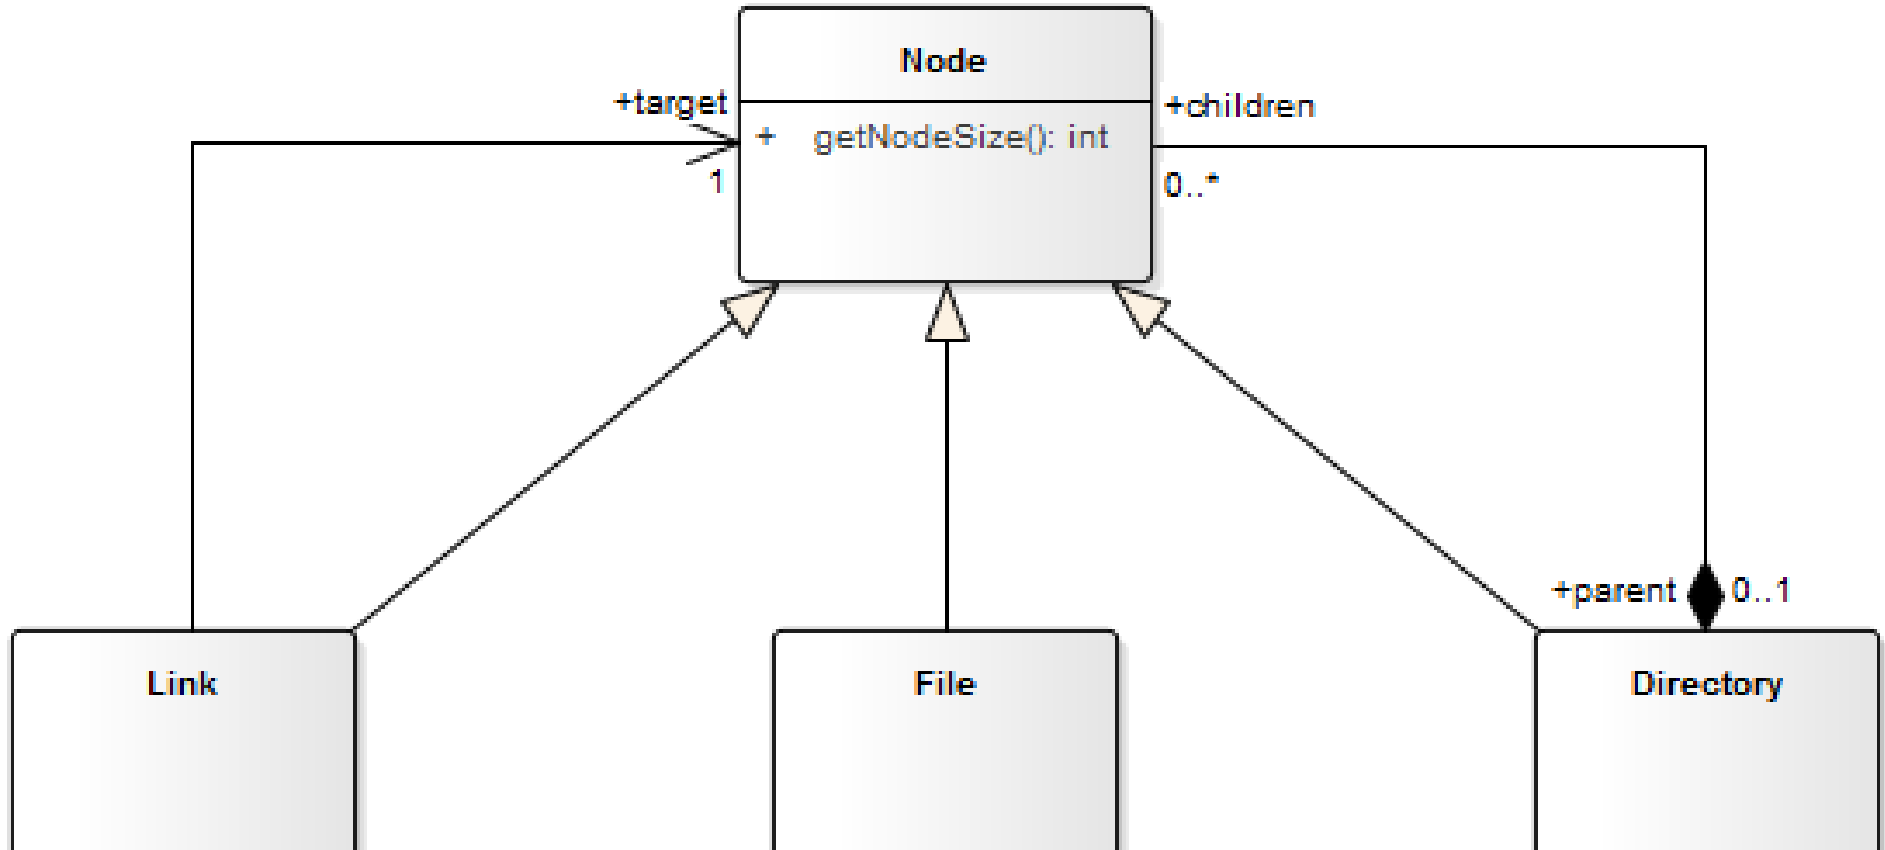 Node
+target
+children
+ getNodeSize(): int
1
0..*
+parent
0..1
Link
File
Directory